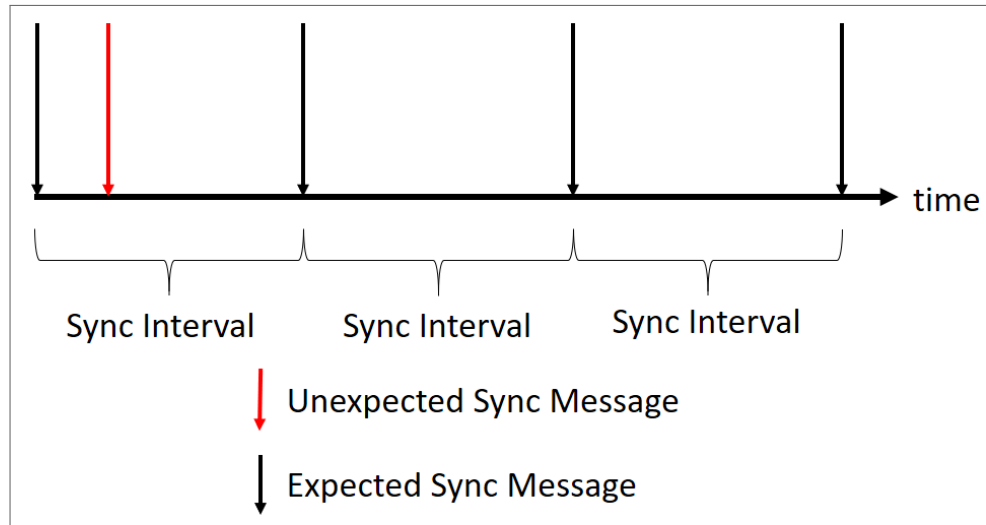 time
Sync Interval
Sync Interval
Sync Interval
Unexpected Sync Message
Expected Sync Message